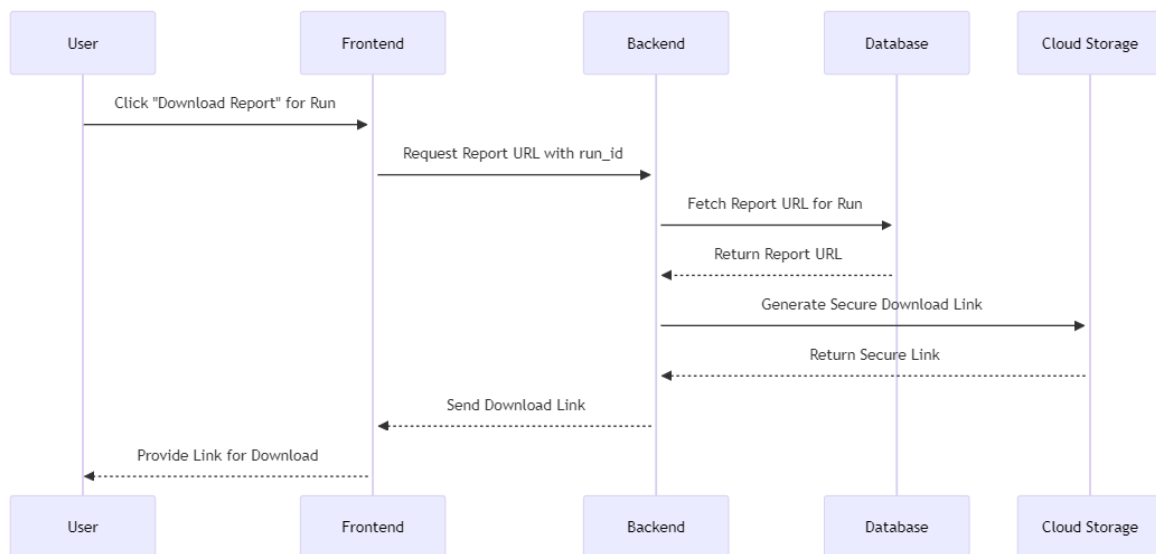 User
Frontend
Backend
Database
Cloud Storage
Click "Download Report" for Run
Request Report URL with run_id
Fetch Report URL for Run
Return Report URL
Generate Secure Download Link
Return Secure Link
Send Download Link
Provide Link for Download
User
Frontend
Backend
Database
Cloud Storage